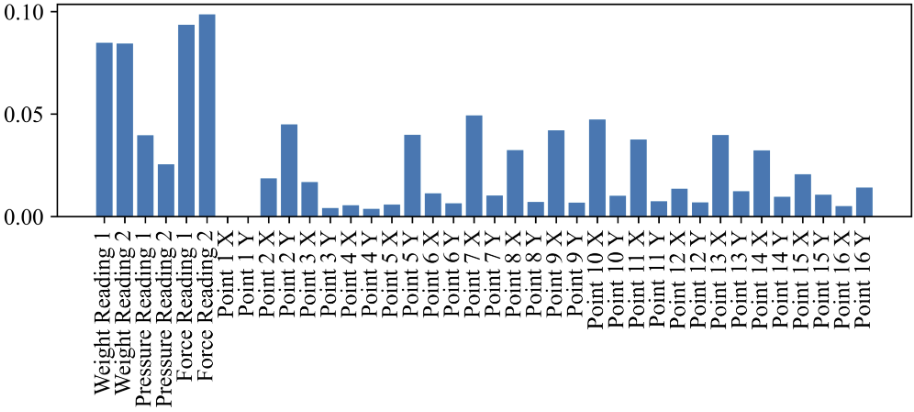 0.10
0.05
0.00
Weight Reading 1
Weight Reading 2
Pressure Reading 1
Pressure Reading 2
Force Reading 1
Force Reading 2
Point 1 X
Point 1 Y
Point 2 X
Point 2 Y
Point 3 X
Point 3 Y
Point 4 X
Point 4 Y
Point 5 X
Point 5 Y
Point 6 X
Point 6 Y
Point 7 X
Point 7 Y
Point 8 X
Point 8 Y
Point 9 X
Point 9 Y
Point 10 X
Point 10 Y
Point 11 X
Point 11 Y
Point 12 X
Point 12 Y
Point 13 X
Point 13 Y
Point 14 X
Point 14 Y
Point 15 X
Point 15 Y
Point 16 X
Point 16 Y